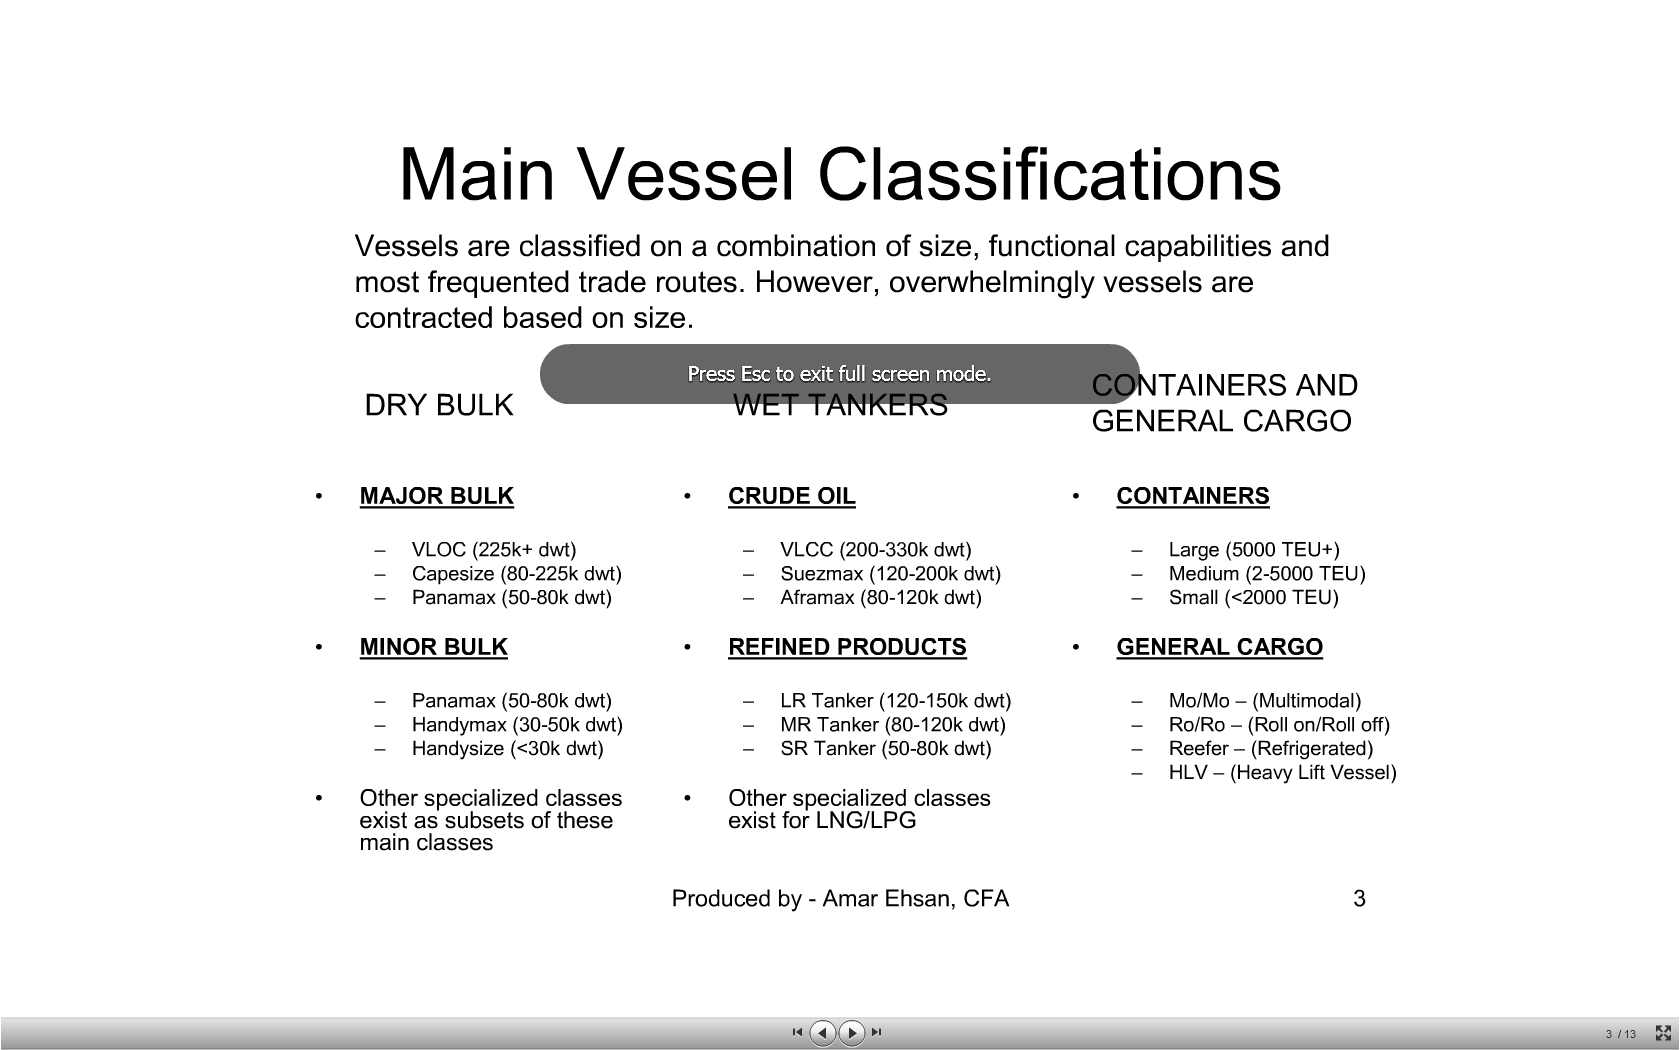 Main Vessel Classifications
Vessels are classified on a combination of size, functional capabilities and
most frequented trade routes. However, overwhelmingly vessels are
contracted based on size.
Press Esc to exit full screen mode.
DRY BULK
• MAJOR BULK
– VLOC (225k+ dwt)
– Capesize (80-225k dwt)
– Panamax (50-80k dwt)
• MINOR BULK
– Panamax (50-80k dwt)
– Handymax (30-50k dwt)
– Handysize (<30k dwt)
• Other specialized classes
exist as subsets of these
main classes
WET TANKERS
• CRUDE OIL
– VLCC (200-330k dwt)
– Suezmax (120-200k dwt)
– Aframax (80-120k dwt)
• REFINED PRODUCTS
– LR Tanker (120-150k dwt)
– MR Tanker (80-120k dwt)
– SR Tanker (50-80k dwt)
• Other specialized classes
exist for LNG/LPG
CONTAINERS AND
GENERAL CARGO
• CONTAINERS
– Large (5000 TEU+)
– Medium (2-5000 TEU)
– Small (<2000 TEU)
• GENERAL CARGO
– Mo/Mo – (Multimodal)
– Ro/Ro – (Roll on/Roll off)
– Reefer – (Refrigerated)
– HLV – (Heavy Lift Vessel)
Produced by - Amar Ehsan, CFA
3
3 / 13